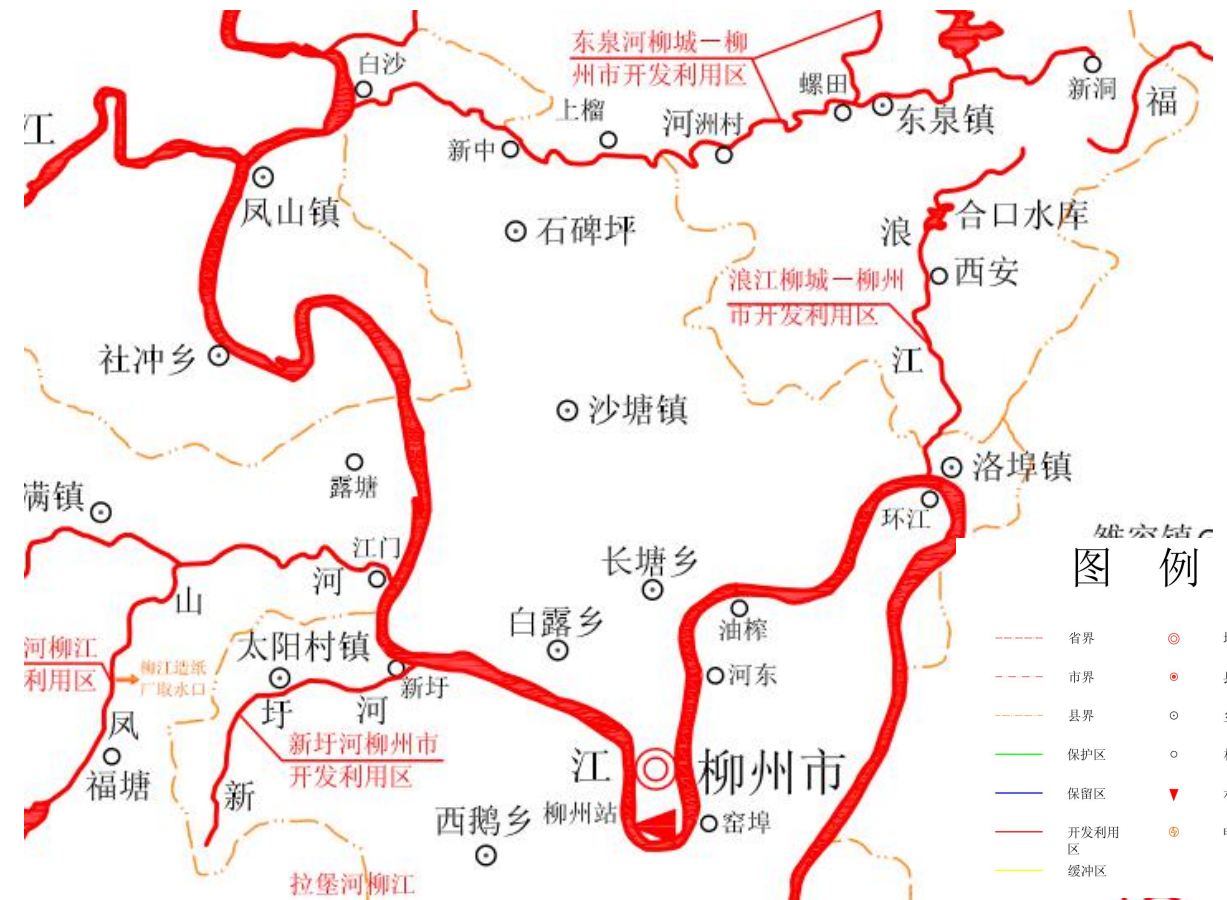 东泉河柳城－柳
州市开发利用区
白沙
上榴
螺田
新洞
福
江
新中
河
洲村
东泉镇
凤山镇
石碑坪
浪
合口水库
西安
浪江柳城－柳州
市开发利用区
社冲乡
江
沙塘镇
露塘
洛埠镇
满镇
环江
江门
河
山
长塘乡
白露乡
油榨
太阳村镇
河柳江
利用区
柳江造纸
厂取水口
新圩
河东
圩
河
凤
福塘
新圩河柳州市
开发利用区
新
江
柳州市
西鹅乡
柳州站
窑埠
拉堡河柳江
图 例
省界
市界
县界
保护区
保留区
开发利用
区
缓冲区